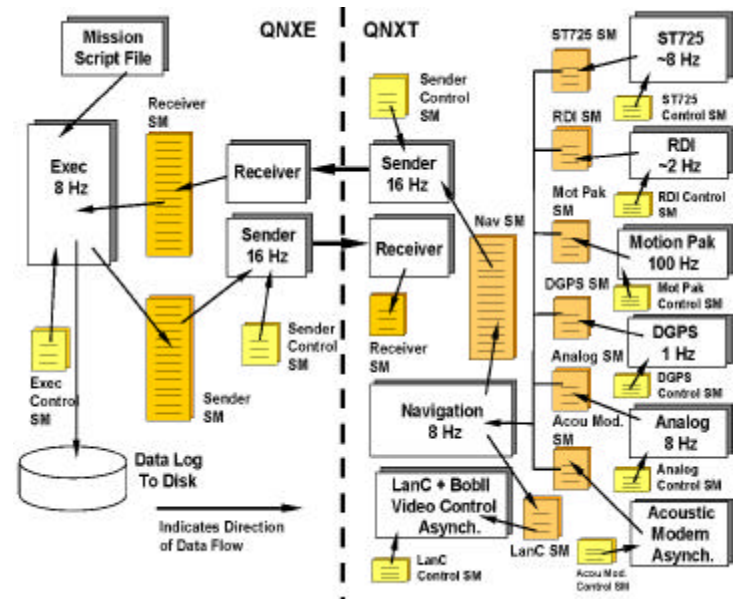 QNXE
QNXT
Mission
Script File
Receiver
SM
Exec
8 Hz
Receiver
Sender
16 Hz
Exec
Control
SM
Sender
SM
Sender
Control
SM
Data Log
To Disk
Indicates Direction
of Data Flow
Sender
Control
SM
Sender
16 Hz
Receiver
Receiver
SM
Nav SM
Navigation
8 Hz
LanC + BobII
Video Control
Asynch.
LanC
Control SM
LanC SM
ST725 SM
ST725
~8 Hz
ST725
Control SM
RDI SM
RDI
~2 Hz
RDI Control
SM
Mot Pak
SM
Motion Pak
100 Hz
Mot Pak
Control SM
DGPS SM
DGPS
1 Hz
DGPS
Control SM
Analog SM
Analog
8 Hz
Analog
Control SM
Acou Mod.
SM
Acoustic
Modem
Asynch.
Acou Mod.
Control SM